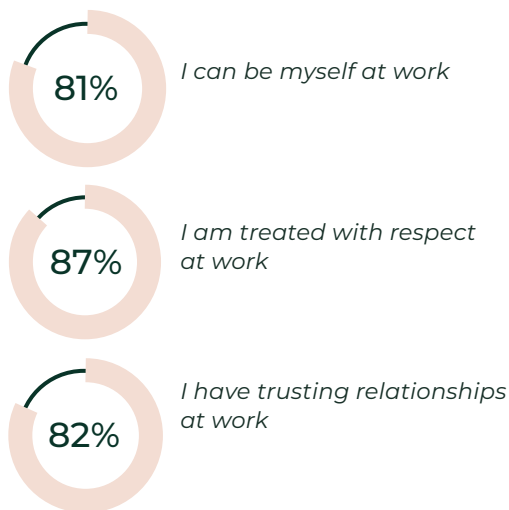 81%
I can be myself at work
87%
I am treated with respect
at work
82%
I have trusting relationships
at work